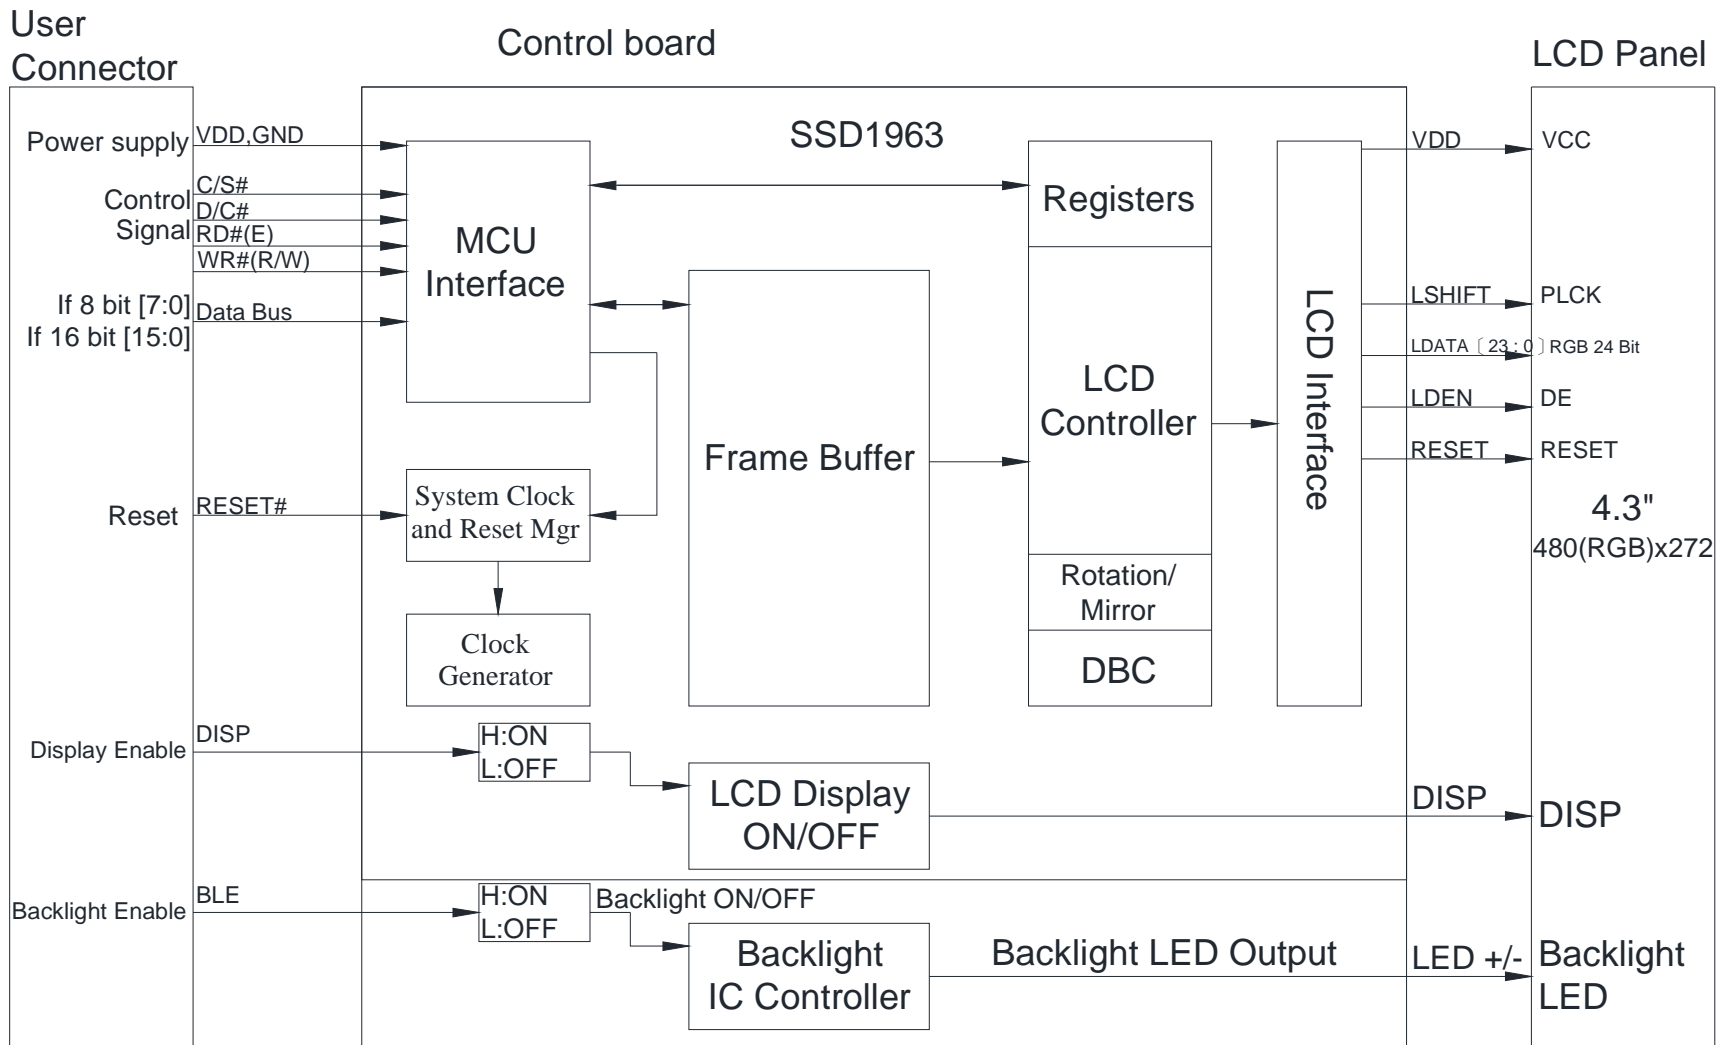 User
Connector
Control board
LCD Panel
Power supply
VDD,GND
SSD1963
VDD
VCC
Control
Signal
C/S#
D/C#
RD#(E)
WR#(R/W)
MCU
Interface
Registers
If 8 bit [7:0]
If 16 bit [15:0]
Data Bus
Frame Buffer
LCD
Controller
LCD Interface
LSHIFT
PLCK
LDATA〔23:0〕RGB 24 Bit
LDEN
DE
RESET
RESET
Reset
RESET#
System Clock
and Reset Mgr
4.3"
480(RGB)x272
Rotation/
Mirror
Clock
Generator
DBC
Display Enable
DISP
H:ON
L:OFF
LCD Display
ON/OFF
DISP
DISP
Backlight Enable
BLE
H:ON
L:OFF
Backlight ON/OFF
Backlight
IC Controller
Backlight LED Output
LED +/-
Backlight
LED